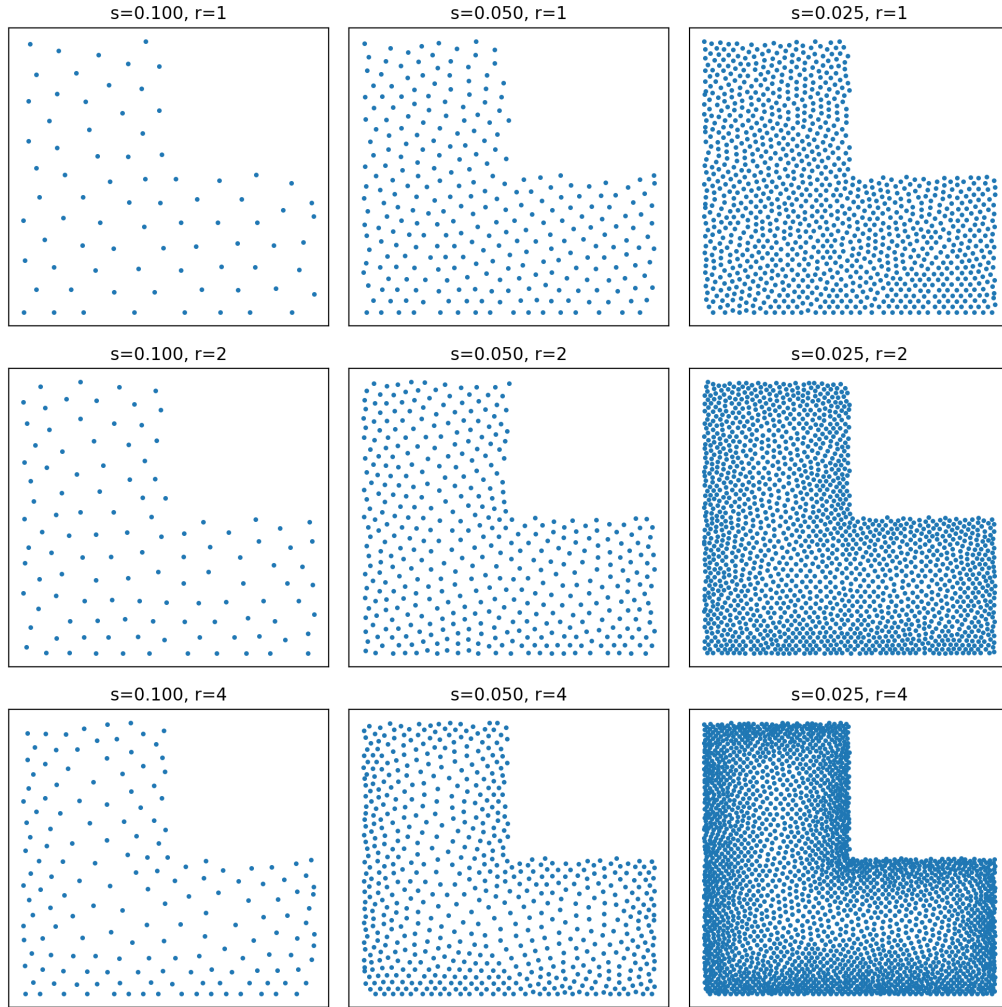 s=0.100, r=1
s=0.050, r=1
s=0.025, r=1
s=0.100, r=2
s=0.050, r=2
s=0.025, r=2
s=0.100, r=4
s=0.050, r=4
s=0.025, r=4